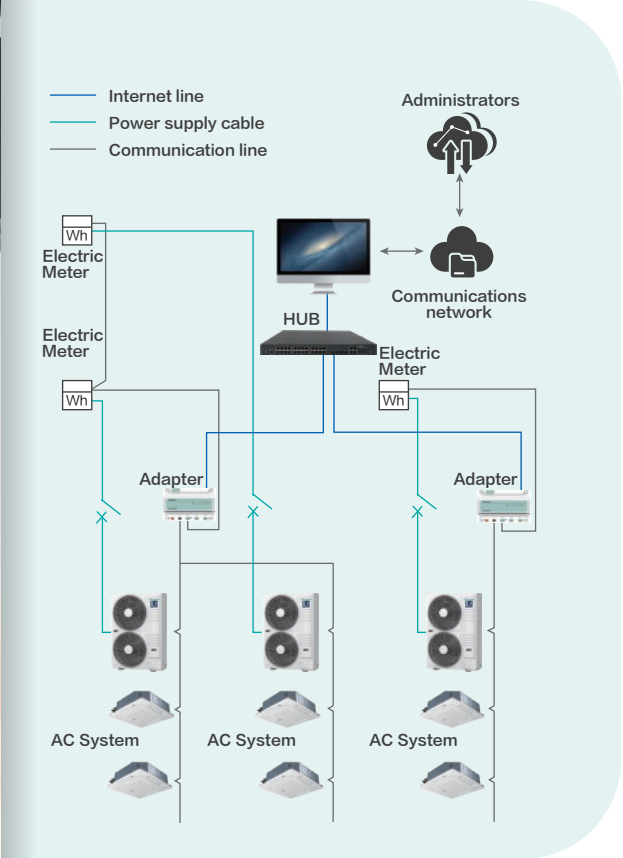 Internet line
Power supply cable
Communication line
Administrators
Wh
Electric
Meter
Communications
network
HUB
Electric
Meter
Wh
Electric
Meter
Wh
Adapter
Adapter
AC System
AC System
AC System